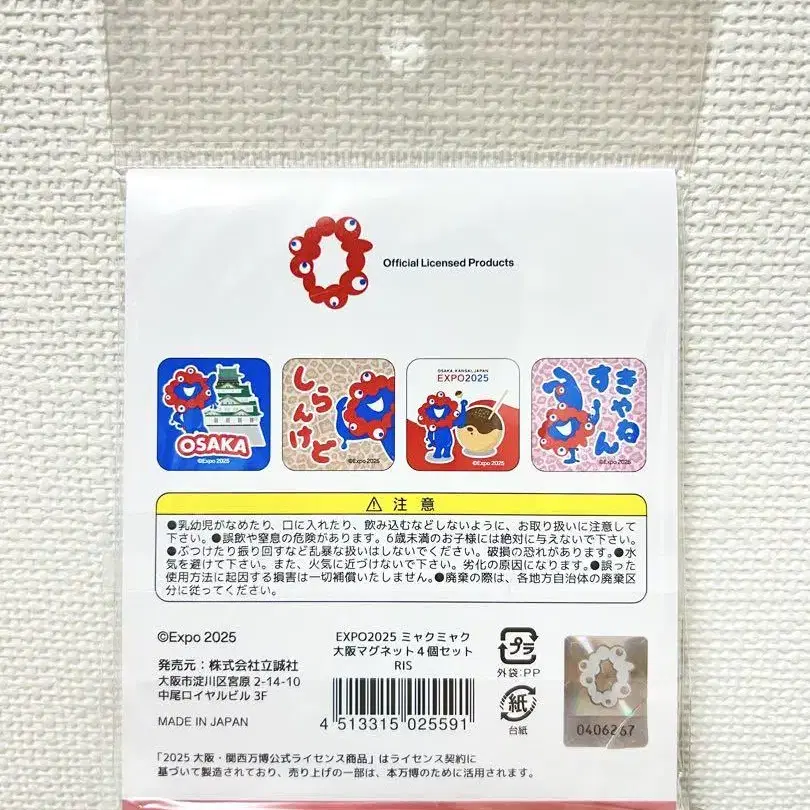 Official Licensed Products
OSAKA
©Expo 2025
しらんけど
©Expo 2025
OSAKA, KANSAI, JAPAN
EXPO2025
©Expo 2025
すきやねーん
©Expo 2025
⚠ 注 意
●乳幼児がなめたり、口に入れたり、飲み込むなどしないように、お取り扱いに注意して
下さい。●誤飲や窒息の危険があります。6歳未満のお子様には絶対に与えないで下さい。
●ぶつけたり振り回すなど乱暴な扱いはしないでください。破損の恐れがあります。●水
気を避けて下さい。また、火気に近づけないで下さい。劣化の原因になります。●誤った
使用方法に起因する損害は一切補償いたしません。●廃棄の際は、各地方自治体の廃棄区
分に従ってください。
©Expo 2025
発売元：株式会社立誠社
大阪市淀川区宮原 2-14-10
中尾ロイヤルビル 3F
MADE IN JAPAN
EXPO2025 ミャクミャク
大阪マグネット４個セット
RIS
4 513315 025591
プラ
外袋：PP
紙
台紙
0406267
「2025 大阪・関西万博公式ライセンス商品」はライセンス契約に
基づいて製造されており、売り上げの一部は、本万博のために活用されます。